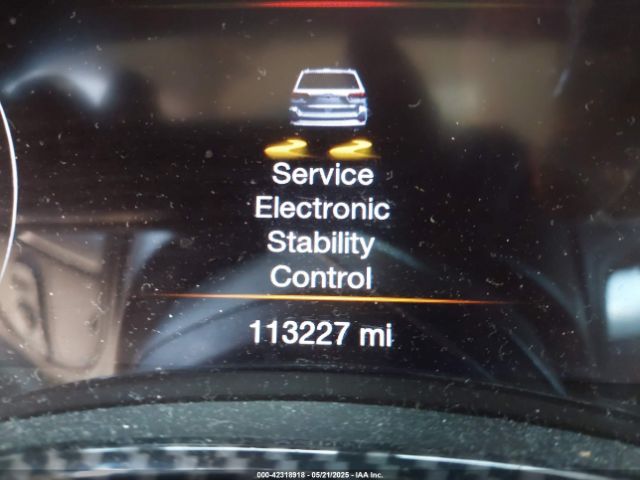 Service
Electronic
Stability
Control
113227 mi
000-42318918 - 05/21/2025 - IAA Inc.